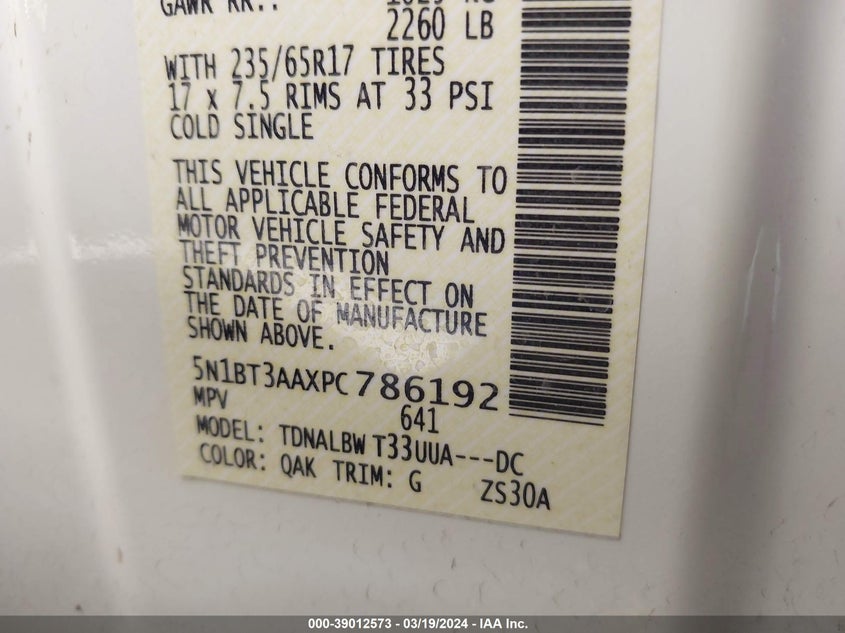 GAWR RR.:
2260 LB
WITH 235/65R17 TIRES
17 x 7.5 RIMS AT 33 PSI
COLD SINGLE
THIS VEHICLE CONFORMS TO
ALL APPLICABLE FEDERAL
MOTOR VEHICLE SAFETY AND
THEFT PREVENTION
STANDARDS IN EFFECT ON
THE DATE OF MANUFACTURE
SHOWN ABOVE.
5N1BT3AAXPC786192
MPV 641
MODEL: TDNALBW T33UUA---DC
COLOR: QAK TRIM: G ZS30A
000-39012573 - 03/19/2024 - IAA Inc.